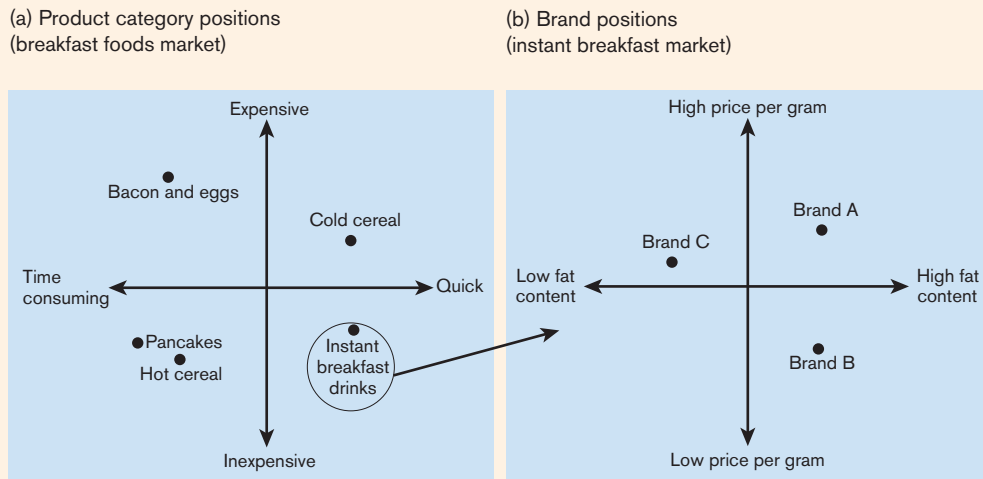 (a) Product category positions
(breakfast foods market)
Expensive
Bacon and eggs
Cold cereal
Time
consuming
Quick
Pancakes
Hot cereal
Instant
breakfast
drinks
Inexpensive
(b) Brand positions
(instant breakfast market)
High price per gram
Brand A
Brand C
Low fat
content
High fat
content
Brand B
Low price per gram